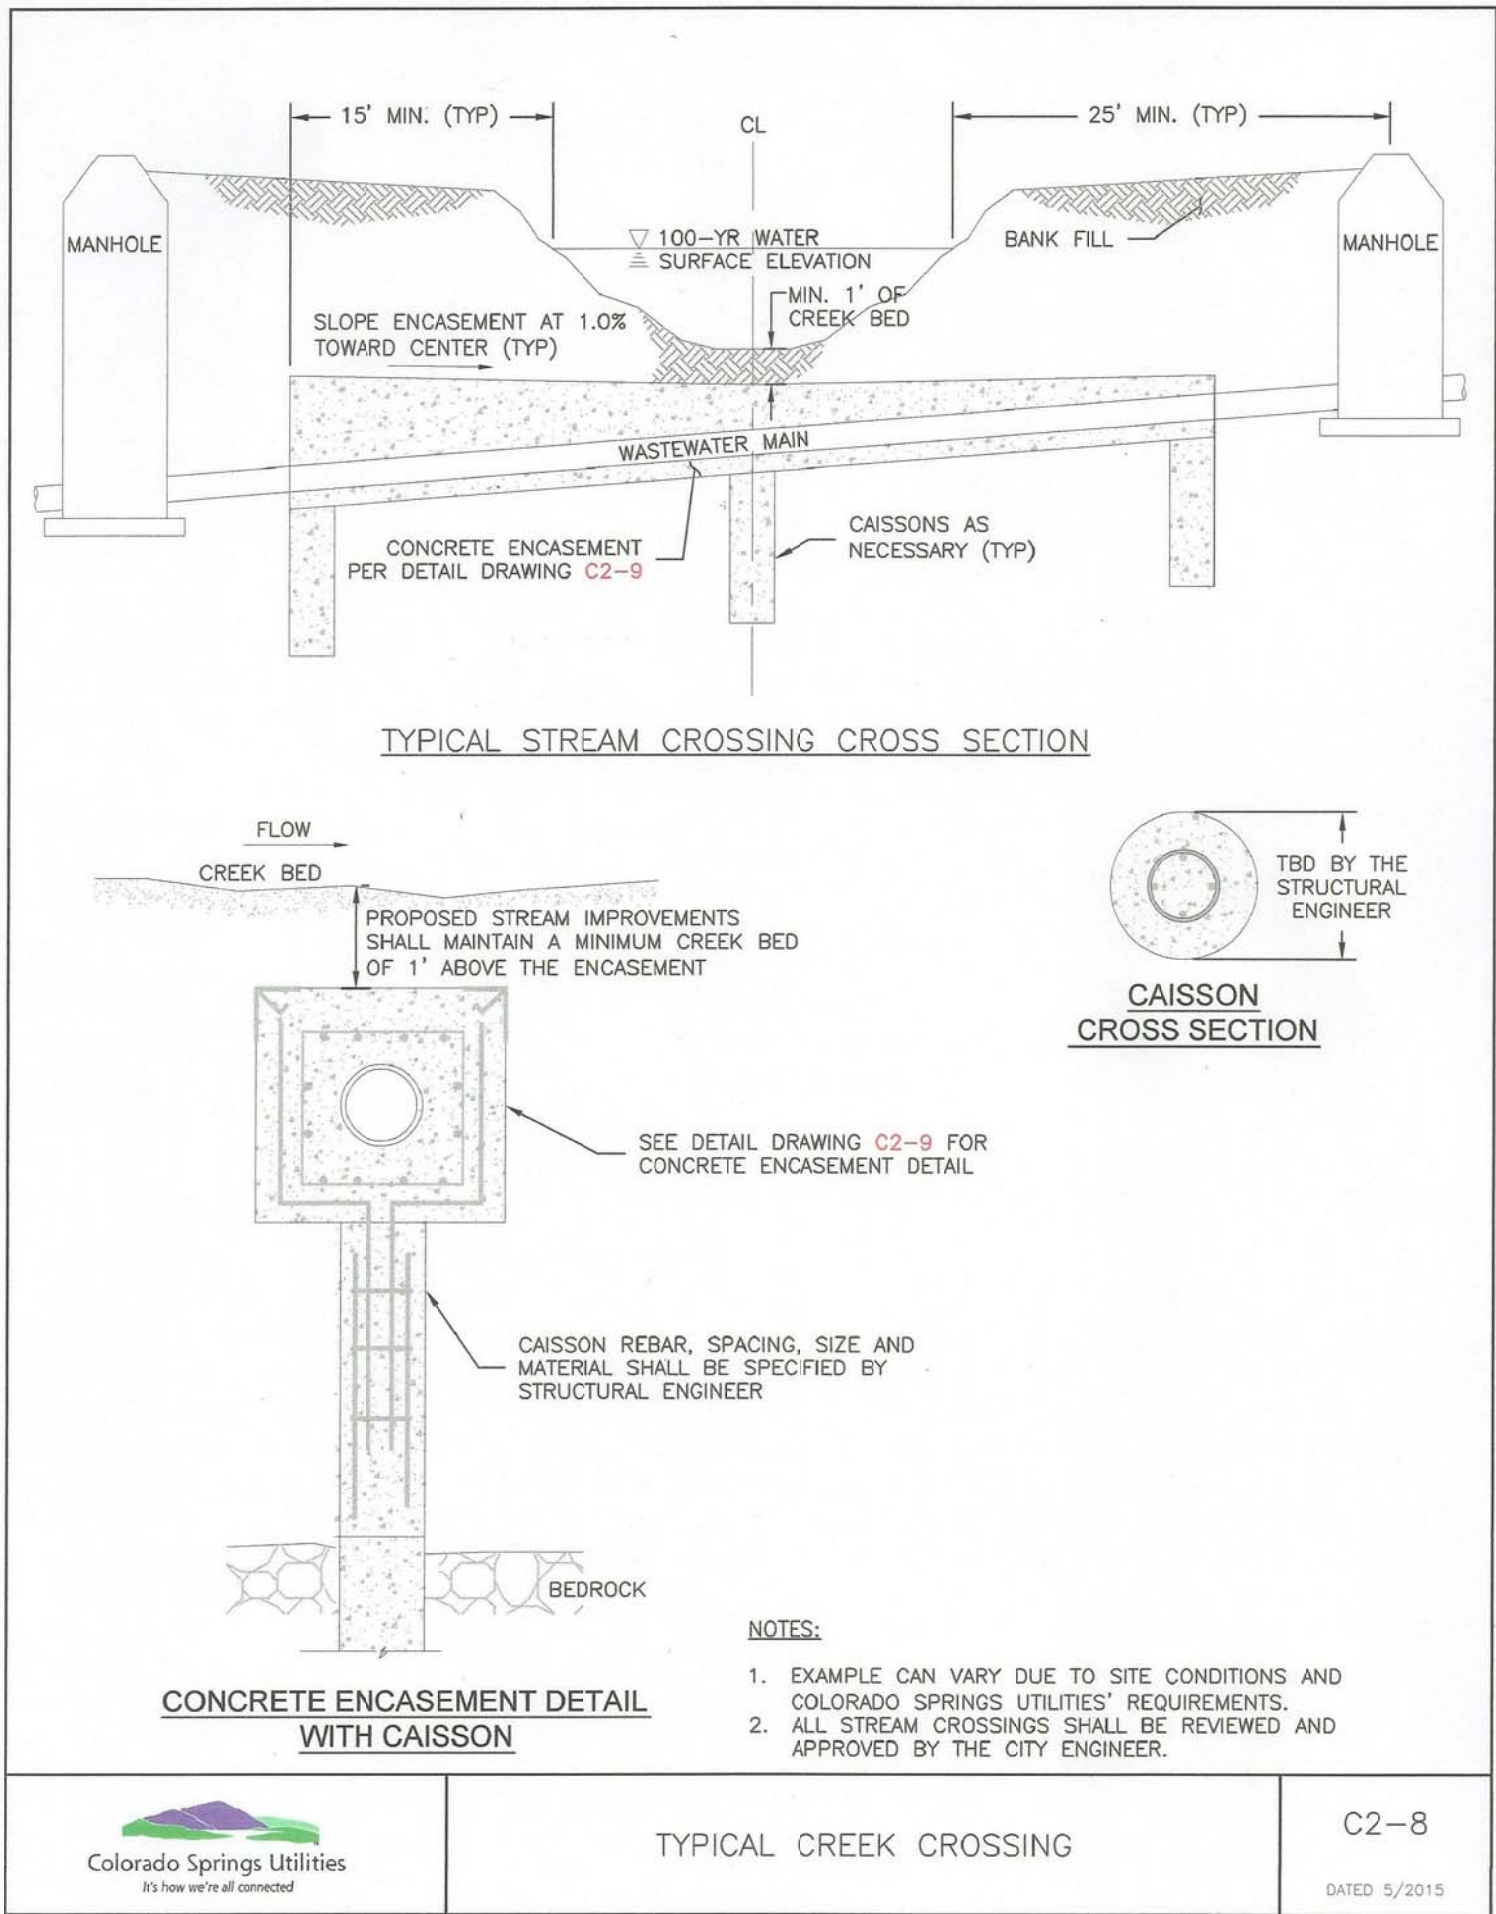 15' MIN. (TYP)
CL
25' MIN. (TYP)
MANHOLE
100-YR WATER
SURFACE ELEVATION
BANK FILL
MANHOLE
MIN. 1' OF
CREEK BED
SLOPE ENCASEMENT AT 1.0%
TOWARD CENTER (TYP)
WASTEWATER MAIN
CONCRETE ENCASEMENT
PER DETAIL DRAWING C2-9
CAISSONS AS
NECESSARY (TYP)
TYPICAL STREAM CROSSING CROSS SECTION
FLOW
CREEK BED
PROPOSED STREAM IMPROVEMENTS
SHALL MAINTAIN A MINIMUM CREEK BED
OF 1' ABOVE THE ENCASEMENT
TBD BY THE
STRUCTURAL
ENGINEER
CAISSON
CROSS SECTION
SEE DETAIL DRAWING C2-9 FOR
CONCRETE ENCASEMENT DETAIL
CAISSON REBAR, SPACING, SIZE AND
MATERIAL SHALL BE SPECIFIED BY
STRUCTURAL ENGINEER
BEDROCK
CONCRETE ENCASEMENT DETAIL
WITH CAISSON
NOTES:
1. EXAMPLE CAN VARY DUE TO SITE CONDITIONS AND
COLORADO SPRINGS UTILITIES' REQUIREMENTS.
2. ALL STREAM CROSSINGS SHALL BE REVIEWED AND
APPROVED BY THE CITY ENGINEER.
Colorado Springs Utilities
It's how we're all connected
TYPICAL CREEK CROSSING
C2-8
DATED 5/2015